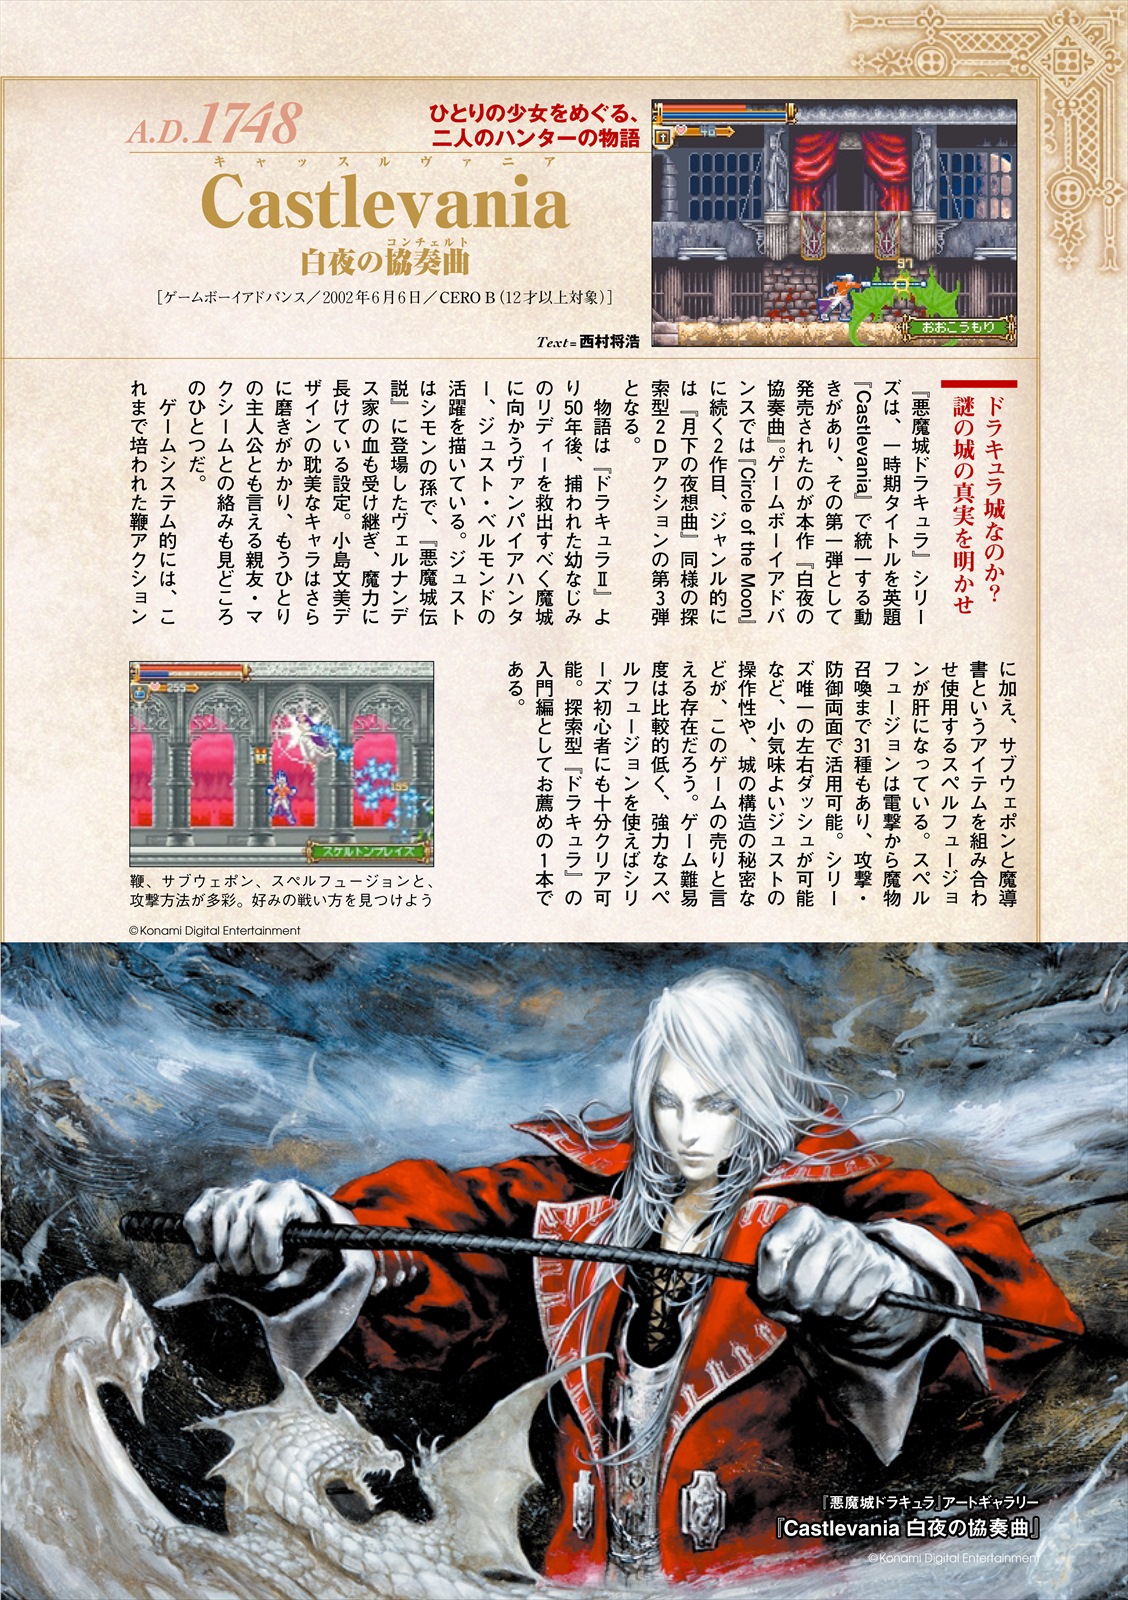 A.D.1748
ひとりの少女をめぐる、
二人のハンターの物語
キャッスルヴァニア
Castlevania
コンチェルト
白夜の協奏曲
［ゲームボーイアドバンス／2002年6月6日／CERO B（12才以上対象）］
Text=西村将浩
40
97
おおこうもり
ドラキュラ城なのか？
謎の城の真実を明かせ
『悪魔城ドラキュラ』シリー
ズは、一時期タイトルを英題
『Castlevania』で統一する動
きがあり、その第一弾として
発売されたのが本作『白夜の
協奏曲』。ゲームボーイアドバ
ンスでは『Circle of the Moon』
に続く2作目、ジャンル的に
は『月下の夜想曲』同様の探
索型2Dアクションの第3弾
となる。
物語は『ドラキュラⅡ』よ
り50年後、捕われた幼なじみ
のリディーを救出すべく魔城
に向かうヴァンパイアハンタ
ー、ジュスト・ベルモンドの
活躍を描いている。ジュスト
はシモンの孫で、『悪魔城伝
説』に登場したヴェルナンデ
ス家の血も受け継ぎ、魔力に
長けている設定。小島文美デ
ザインの耽美なキャラはさら
に磨きがかかり、もうひとり
の主人公とも言える親友・マ
クシームとの絡みも見どころ
のひとつだ。
ゲームシステム的には、こ
れまで培われた鞭アクション
に加え、サブウェポンと魔導
書というアイテムを組み合わ
せ使用するスペルフュージョ
ンが肝になっている。スペル
フュージョンは電撃から魔物
召喚まで31種もあり、攻撃・
防御両面で活用可能。シリー
ズ唯一の左右ダッシュが可能
など、小気味よいジュストの
操作性や、城の構造の秘密な
どが、このゲームの売りと言
える存在だろう。ゲーム難易
度は比較的低く、強力なスペ
ルフュージョンを使えばシリ
ーズ初心者にも十分クリア可
能。探索型『ドラキュラ』の
入門編としてお薦めの1本で
ある。
255
195
スケルトンブレイズ
鞭、サブウェポン、スペルフュージョンと、
攻撃方法が多彩。好みの戦い方を見つけよう
©Konami Digital Entertainment
『悪魔城ドラキュラ』アートギャラリー
『Castlevania 白夜の協奏曲』
©Konami Digital Entertainment